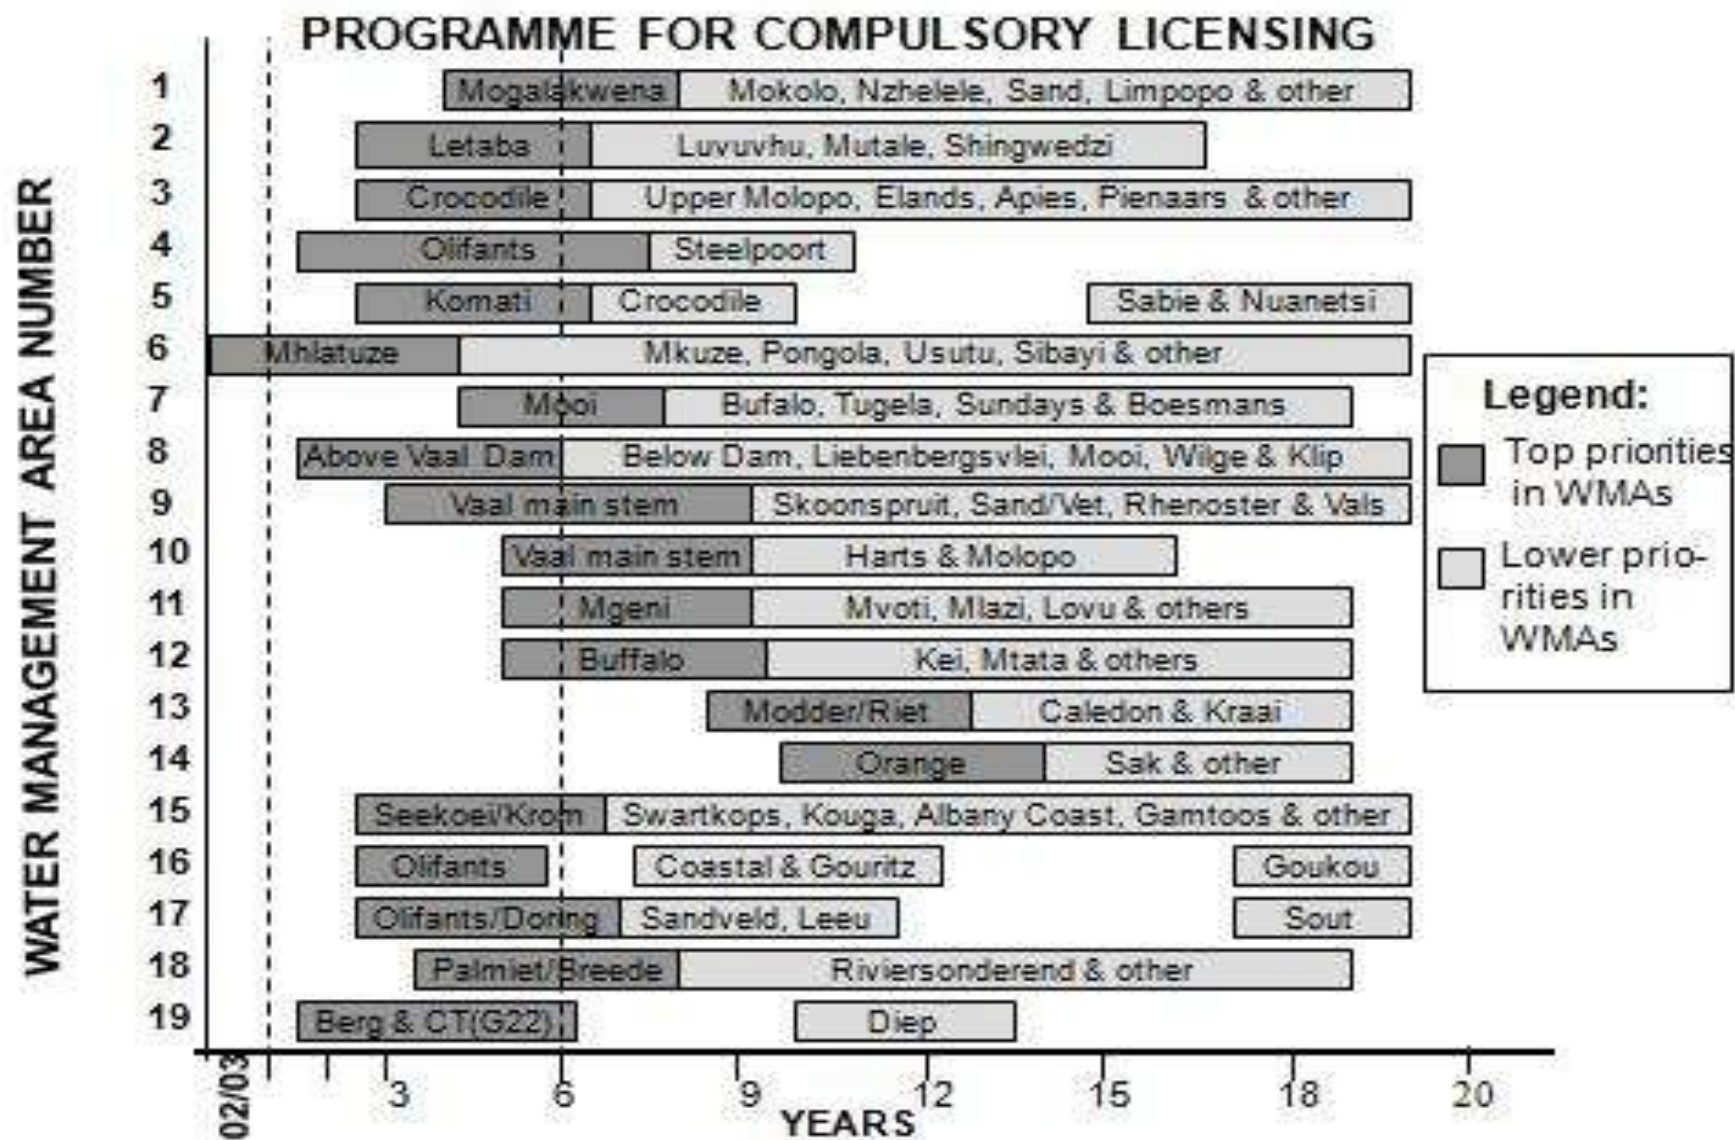 PROGRAMME FOR COMPULSORY LICENSING
WATER MANAGEMENT AREA NUMBER
1 Mogalakwena Mokolo, Nzhelele, Sand, Limpopo & other
2 Letaba Luvuvhu, Mutale, Shingwedzi
3 Crocodile Upper Molopo, Elands, Apies, Pienaars & other
4 Olifants Steelpoort
5 Komati Crocodile Sabie & Nuanetsi
6 Mhlatuze Mkuze, Pongola, Usutu, Sibayi & other
7 Mooi Bufalo, Tugela, Sundays & Boesmans
8 Above Vaal Dam Below Dam, Liebenbergsvlei, Mooi, Wilge & Klip
9 Vaal main stem Skoonspruit, Sand/Vet, Rhenoster & Vals
10 Vaal main stem Harts & Molopo
11 Mgeni Mvoti, Mlazi, Lovu & others
12 Buffalo Kei, Mtata & others
13 Modder/Riet Caledon & Kraai
14 Orange Sak & other
15 Seekoei/Krom Swartkops, Kouga, Albany Coast, Gamtoos & other
16 Olifants Coastal & Gouritz Goukou
17 Olifants/Doring Sandveld, Leeu Sout
18 Palmiet/Breede Riviersonderend & other
19 Berg & CT(G22) Diep
02/03 3 6 9 12 15 18 20
YEARS
Legend:
Top priorities
in WMAs
Lower prio-
rities in
WMAs